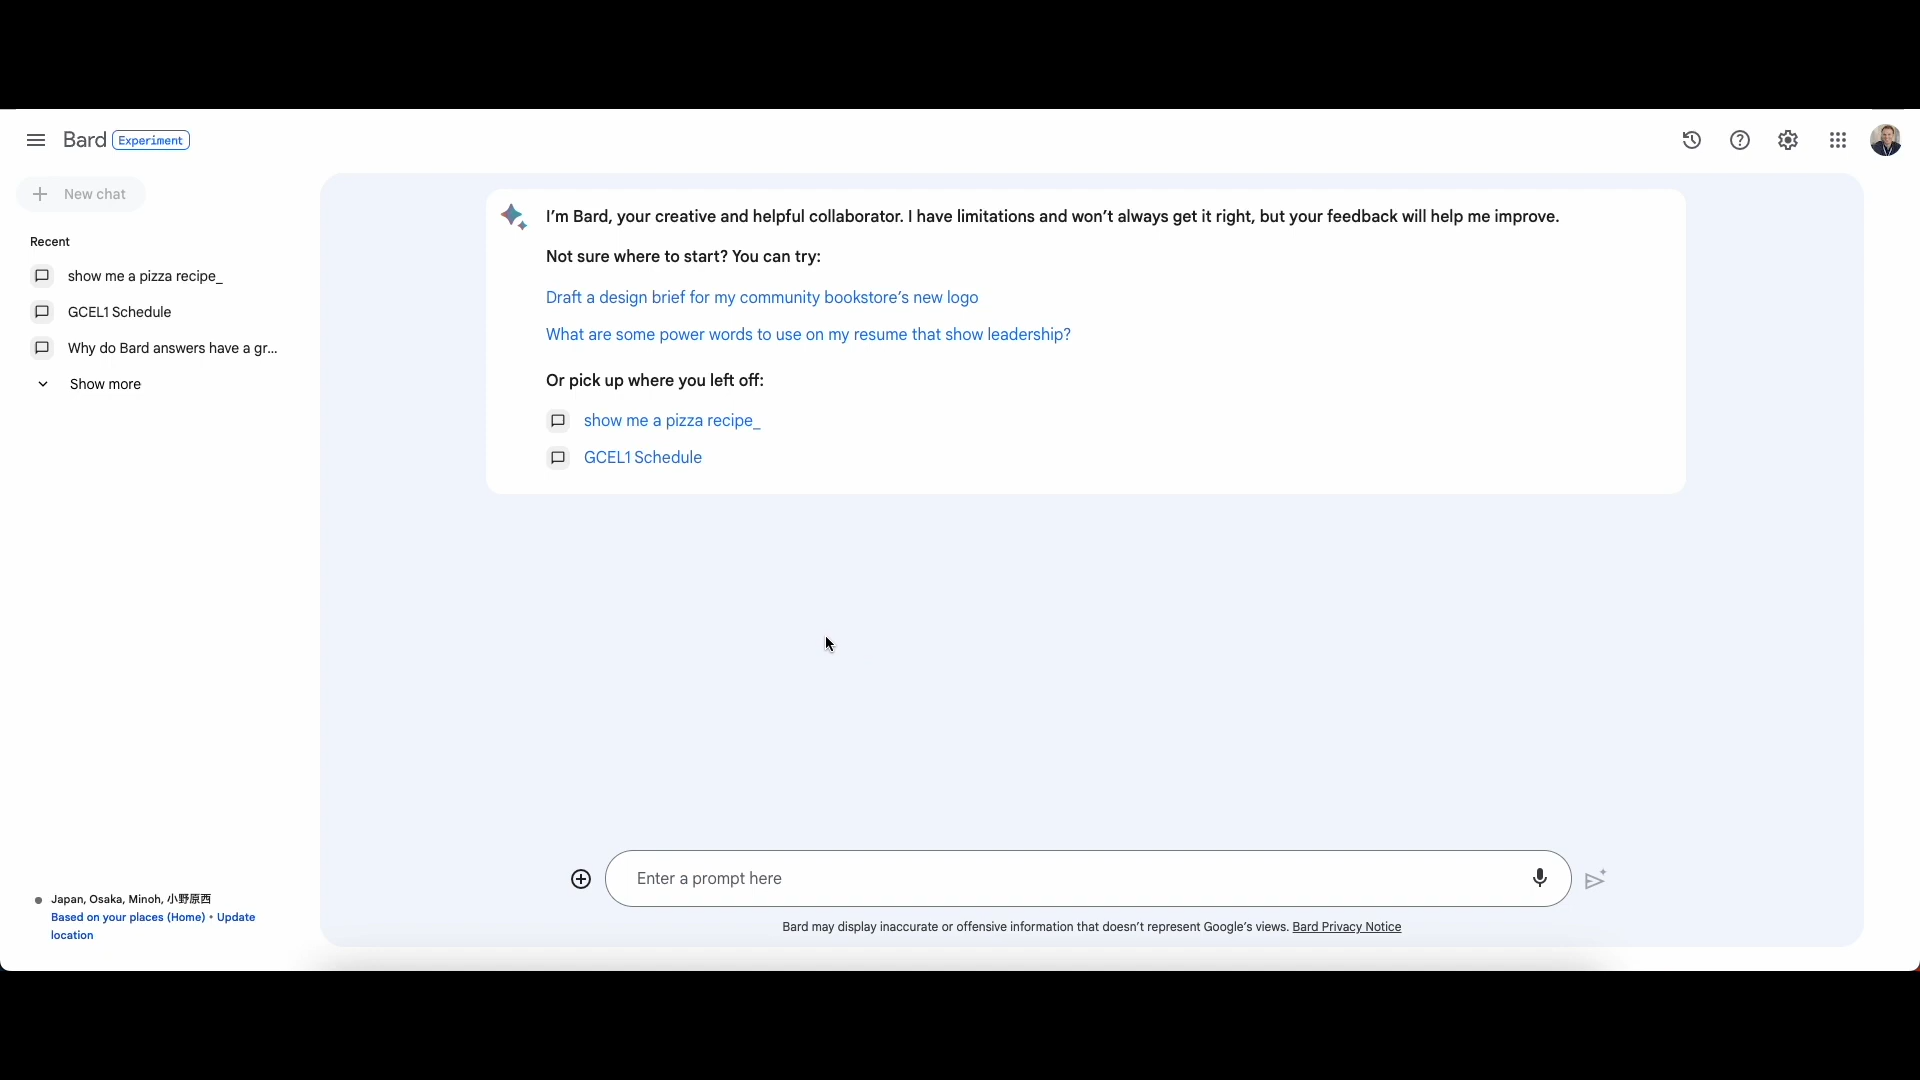 Bard Experiment
New chat
Recent
show me a pizza recipe_
GCEL1 Schedule
Why do Bard answers have a gr...
Show more
Japan, Osaka, Minoh, 小野原西
Based on your places (Home) • Update
location
I'm Bard, your creative and helpful collaborator. I have limitations and won't always get it right, but your feedback will help me improve.
Not sure where to start? You can try:
Draft a design brief for my community bookstore's new logo
What are some power words to use on my resume that show leadership?
Or pick up where you left off:
show me a pizza recipe_
GCEL1 Schedule
Enter a prompt here
Bard may display inaccurate or offensive information that doesn't represent Google's views. Bard Privacy Notice